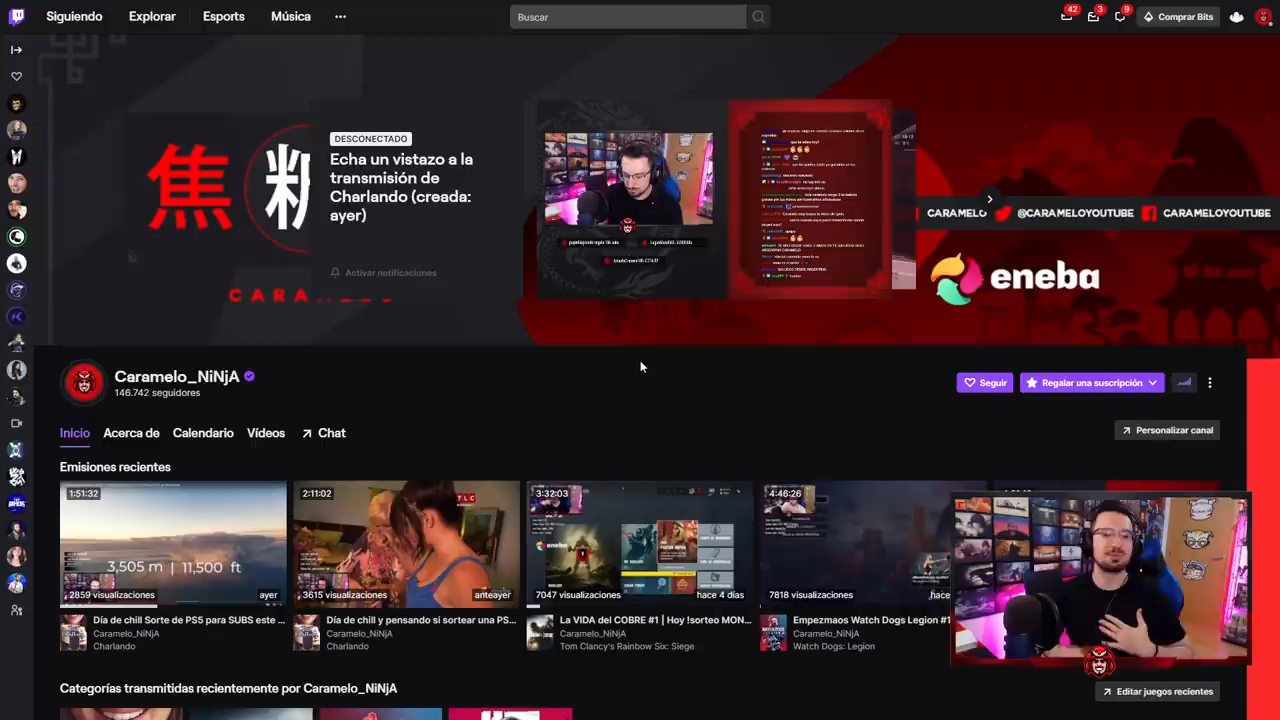 Siguiendo
Explorar
Esports
Música
Buscar
42
3
9
Comprar Bits
焦
DESCONECTADO
Echa un vistazo a la
transmisión de
Charlando (creada:
ayer)
Activar notificaciones
CARAMELO
@CARAMELOYOUTUBE
CARAMELOYOUTUBE
eneba
Caramelo_NiNjA
146.742 seguidores
Seguir
Regalar una suscripción
Inicio
Acerca de
Calendario
Vídeos
Chat
Personalizar canal
Emisiones recientes
1:51:32
3,505 m | 11,500 ft
2859 visualizaciones
ayer
Día de chill Sorte de PS5 para SUBS este ...
Caramelo_NiNjA
Charlando
2:11:02
TLC
3615 visualizaciones
anteayer
Día de chill y pensando si sortear una PS...
Caramelo_NiNjA
Charlando
3:32:03
eneba
7047 visualizaciones
hace 4 días
La VIDA del COBRE #1 | Hoy !sorteo MON...
Caramelo_NiNjA
Tom Clancy's Rainbow Six: Siege
4:46:26
7818 visualizaciones
hace
Empezmaos Watch Dogs Legion #1
Caramelo_NiNjA
Watch Dogs: Legion
Categorías transmitidas recientemente por Caramelo_NiNjA
Editar juegos recientes